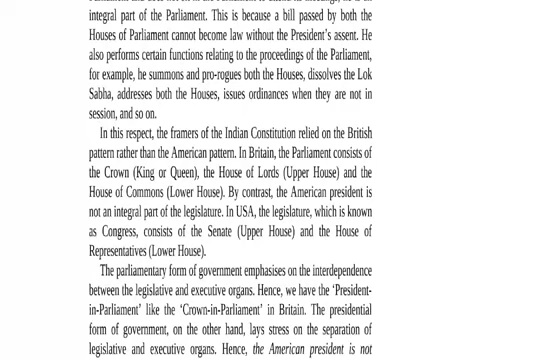 integral part of the Parliament. This is because a bill passed by both the
Houses of Parliament cannot become law without the President's assent. He
also performs certain functions relating to the proceedings of the Parliament,
for example, he summons and pro-rogues both the Houses, dissolves the Lok
Sabha, addresses both the Houses, issues ordinances when they are not in
session, and so on.
In this respect, the framers of the Indian Constitution relied on the British
pattern rather than the American pattern. In Britain, the Parliament consists of
the Crown (King or Queen), the House of Lords (Upper House) and the
House of Commons (Lower House). By contrast, the American president is
not an integral part of the legislature. In USA, the legislature, which is known
as Congress, consists of the Senate (Upper House) and the House of
Representatives (Lower House).
The parliamentary form of government emphasises on the interdependence
between the legislative and executive organs. Hence, we have the 'President-
in-Parliament' like the 'Crown-in-Parliament' in Britain. The presidential
form of government, on the other hand, lays stress on the separation of
legislative and executive organs. Hence, the American president is not